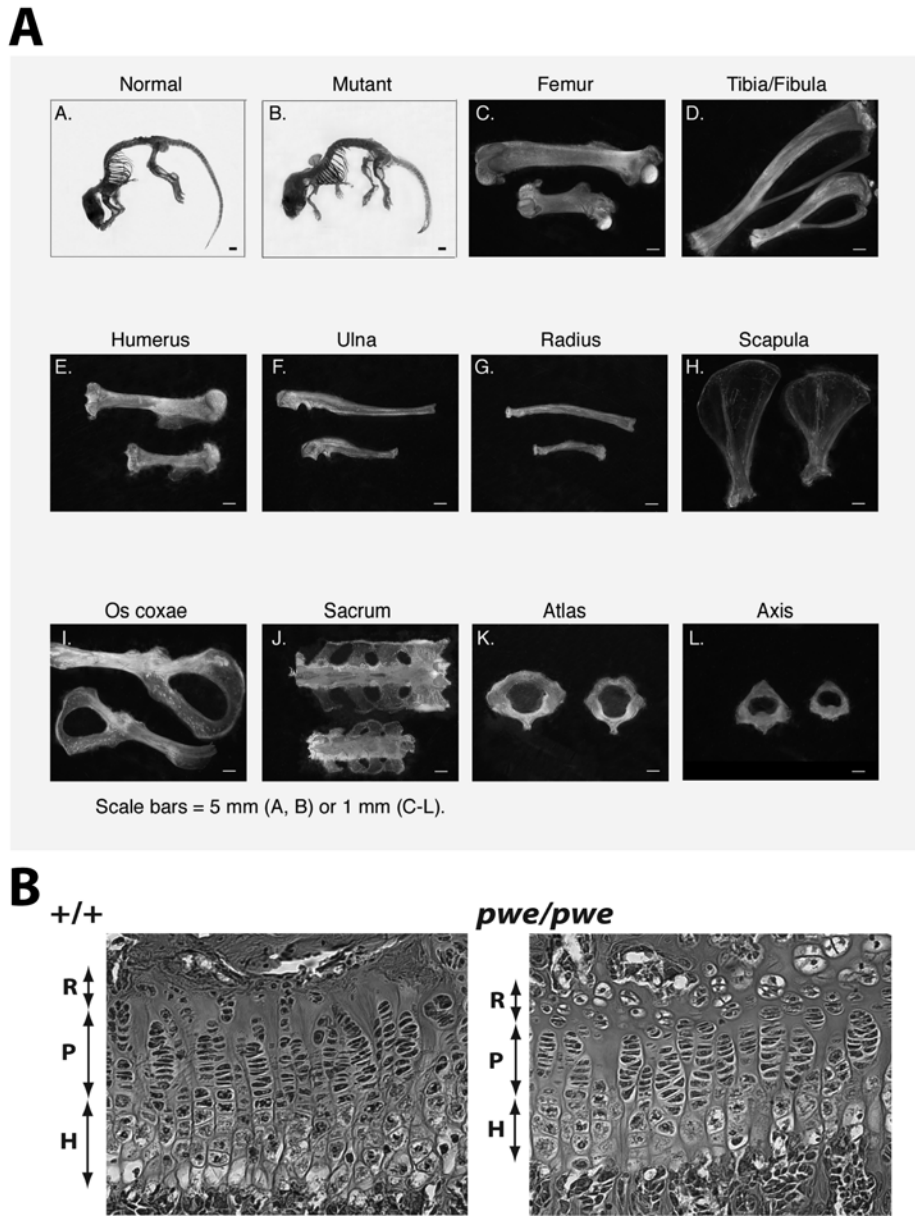 A
Normal Mutant Femur Tibia/Fibula
A. B. C. D.
Humerus Ulna Radius Scapula
E. F. G. H.
Os coxae Sacrum Atlas Axis
I. J. K. L.
Scale bars = 5 mm (A, B) or 1 mm (C-L).
B
+/+ pwe/pwe
R R
P P
H H